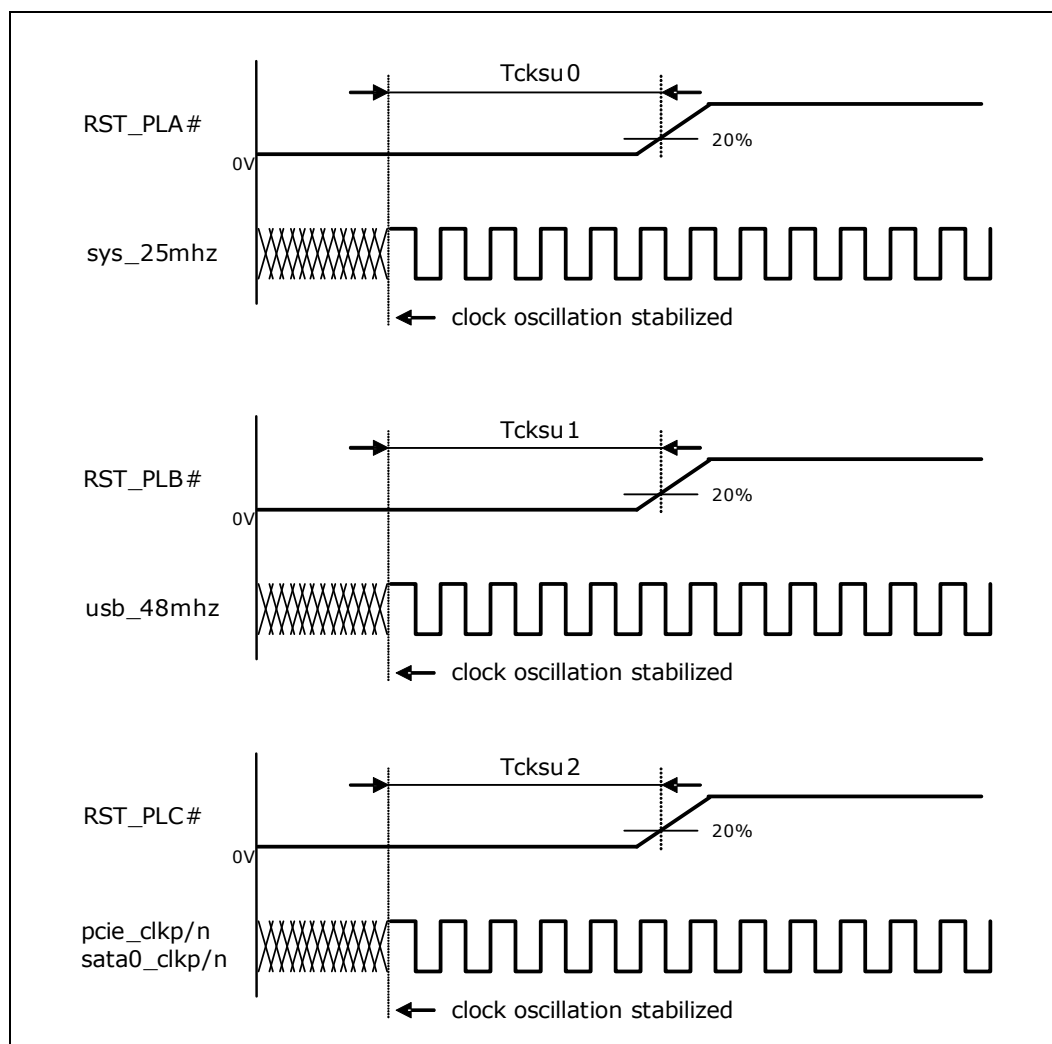 Tcksu0
RST_PLA#
20%
0V
sys_25mhz
clock oscillation stabilized
Tcksu1
RST_PLB#
20%
0V
usb_48mhz
clock oscillation stabilized
Tcksu2
RST_PLC#
20%
0V
pcie_clkp/n
sata0_clkp/n
clock oscillation stabilized